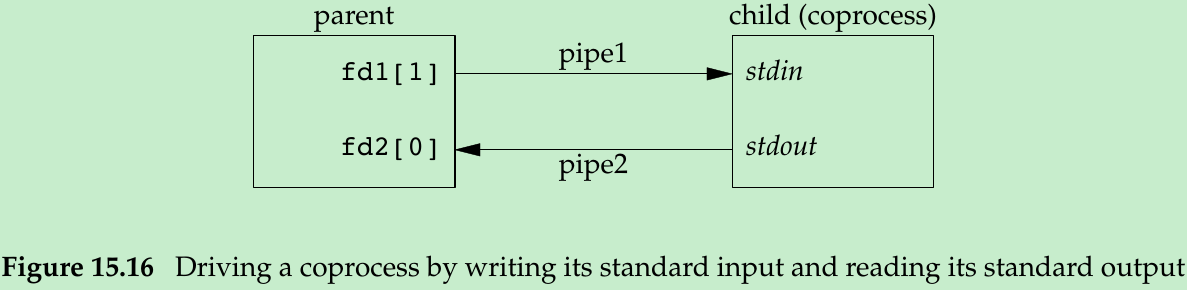 parent child (coprocess)
fd1[1] pipe1 stdin
fd2[0] pipe2 stdout
Figure 15.16 Driving a coprocess by writing its standard input and reading its standard output